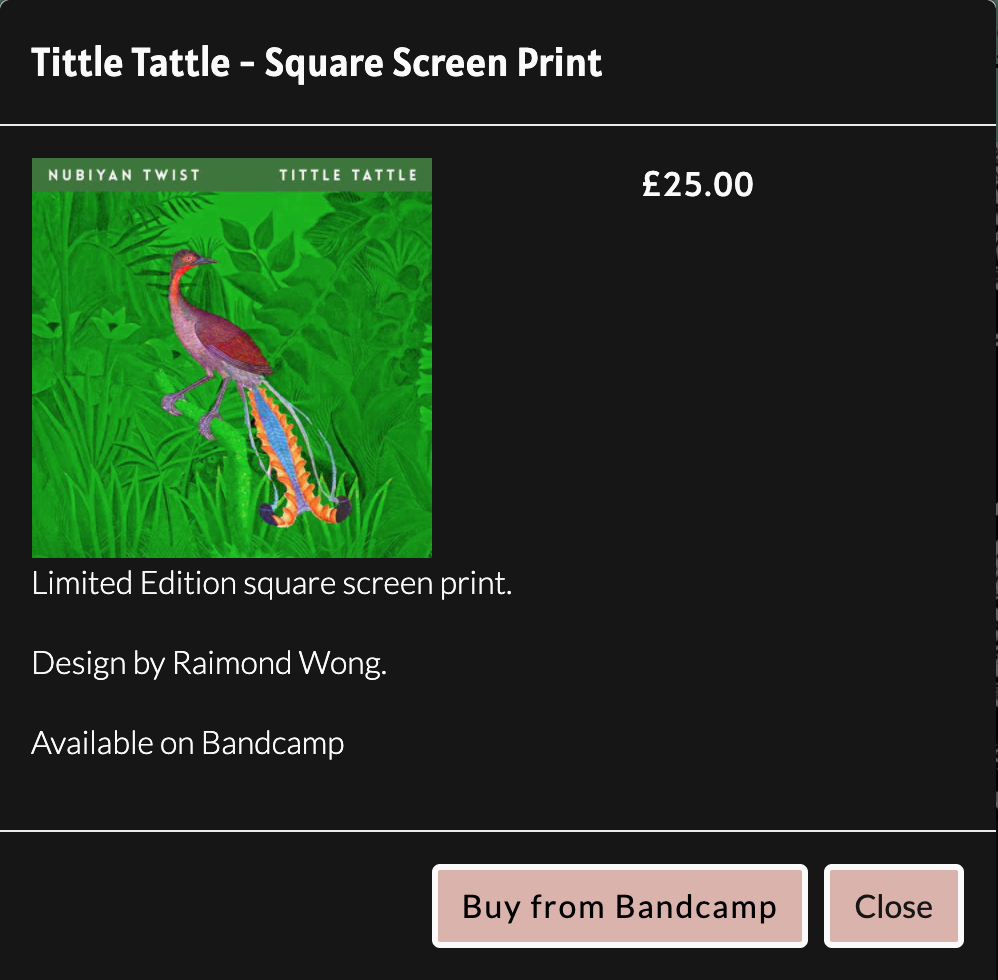 Tittle Tattle - Square Screen Print
NUBIYAN TWIST TITTLE TATTLE
£25.00
Limited Edition square screen print.
Design by Raimond Wong.
Available on Bandcamp
Buy from Bandcamp Close